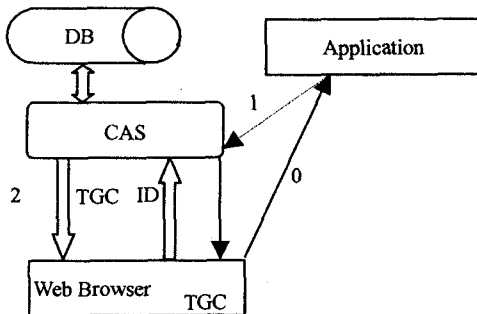 DB
Application
1
CAS
0
2
TGC
ID
Web Browser
TGC